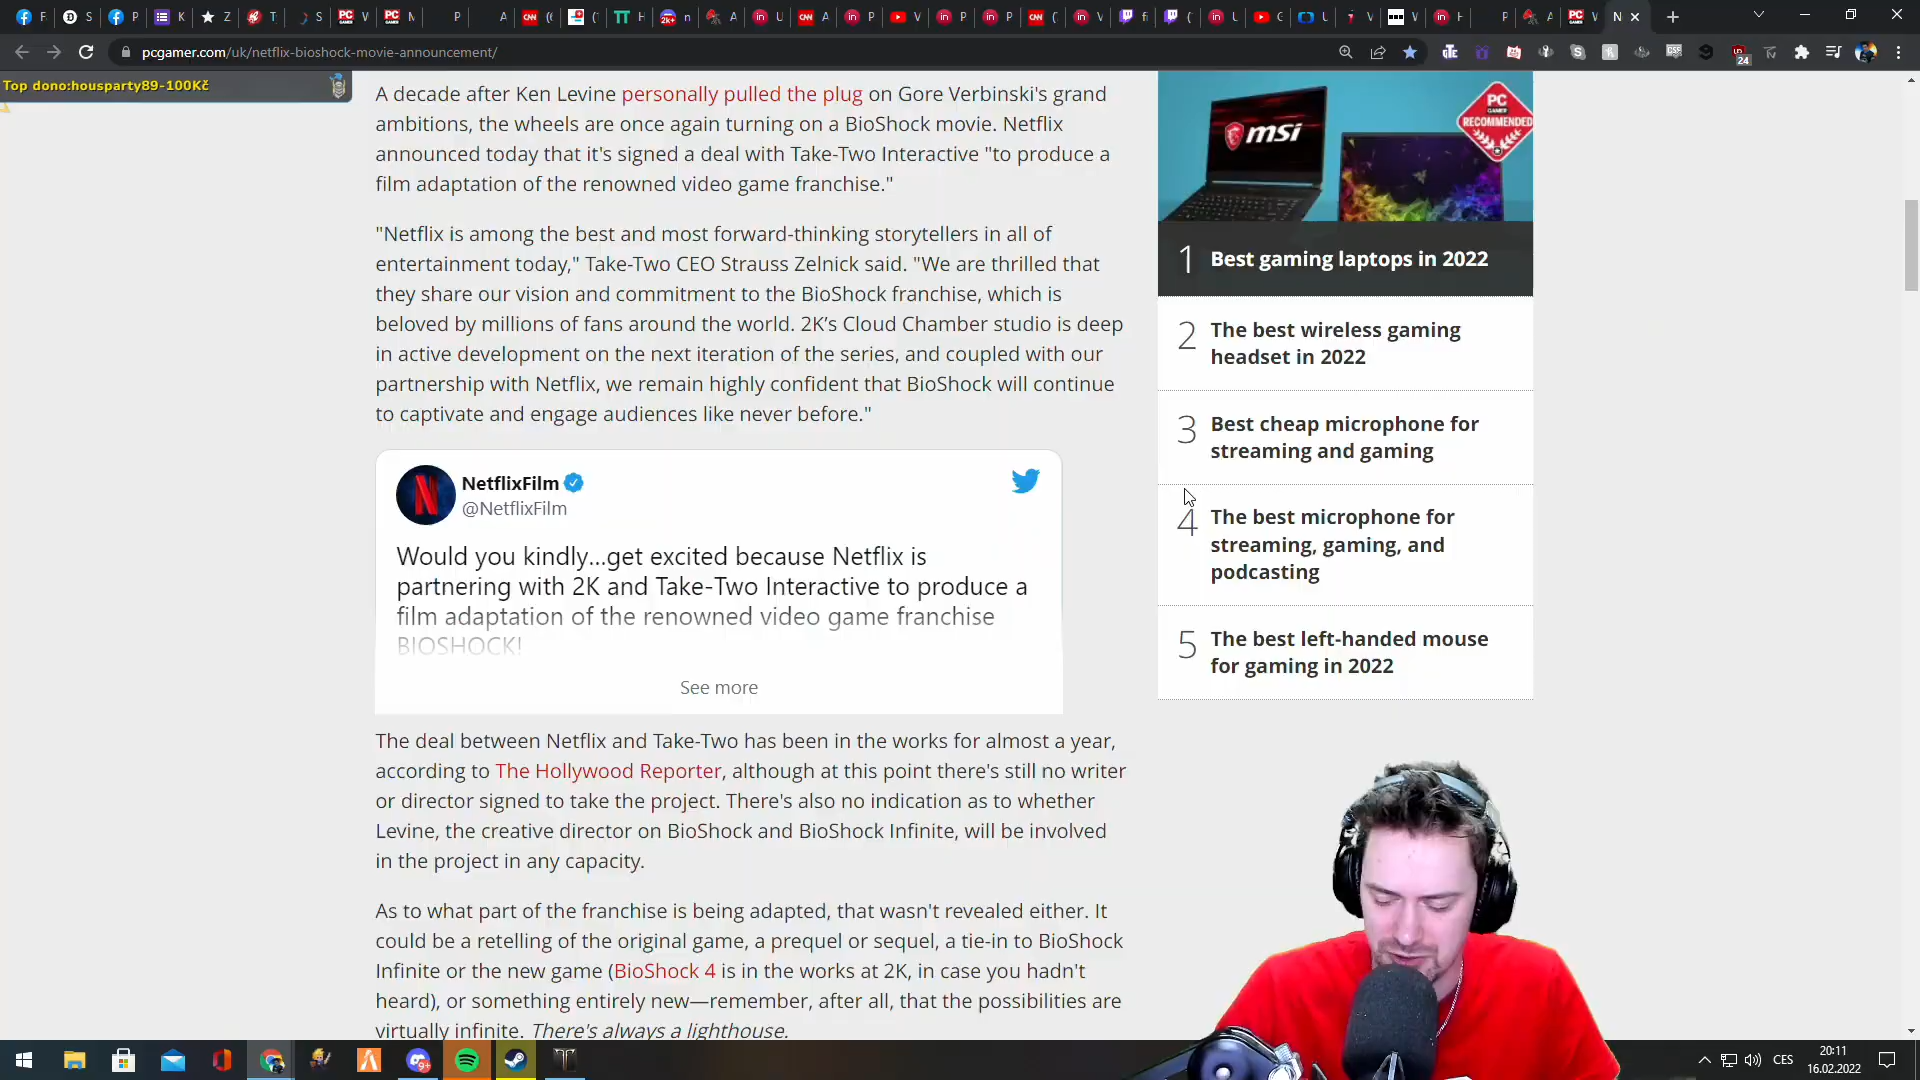 pcgamer.com/uk/netflix-bioshock-movie-announcement/
24
Top dono:housparty89-100Kč
A decade after Ken Levine personally pulled the plug on Gore Verbinski's grand
ambitions, the wheels are once again turning on a BioShock movie. Netflix
announced today that it's signed a deal with Take-Two Interactive "to produce a
film adaptation of the renowned video game franchise."
"Netflix is among the best and most forward-thinking storytellers in all of
entertainment today," Take-Two CEO Strauss Zelnick said. "We are thrilled that
they share our vision and commitment to the BioShock franchise, which is
beloved by millions of fans around the world. 2K’s Cloud Chamber studio is deep
in active development on the next iteration of the series, and coupled with our
partnership with Netflix, we remain highly confident that BioShock will continue
to captivate and engage audiences like never before."
NetflixFilm
@NetflixFilm
Would you kindly...get excited because Netflix is
partnering with 2K and Take-Two Interactive to produce a
film adaptation of the renowned video game franchise
BIOSHOCK!
See more
The deal between Netflix and Take-Two has been in the works for almost a year,
according to The Hollywood Reporter, although at this point there's still no writer
or director signed to take the project. There's also no indication as to whether
Levine, the creative director on BioShock and BioShock Infinite, will be involved
in the project in any capacity.
As to what part of the franchise is being adapted, that wasn't revealed either. It
could be a retelling of the original game, a prequel or sequel, a tie-in to BioShock
Infinite or the new game (BioShock 4 is in the works at 2K, in case you hadn't
heard), or something entirely new—remember, after all, that the possibilities are
virtually infinite. There's always a lighthouse.
msi
PC
GAMER
RECOMMENDED
1 Best gaming laptops in 2022
2 The best wireless gaming
headset in 2022
3 Best cheap microphone for
streaming and gaming
4 The best microphone for
streaming, gaming, and
podcasting
5 The best left-handed mouse
for gaming in 2022
CES
20:11
16.02.2022